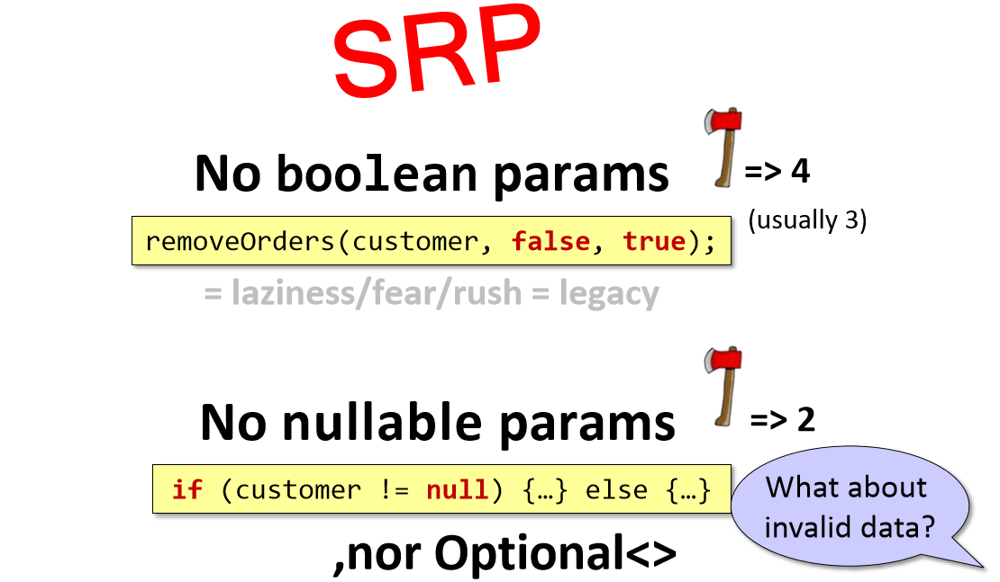 SRP
No boolean params
=> 4
(usually 3)
removeOrders(customer, false, true);
= laziness/fear/rush = legacy
No nullable params
=> 2
if (customer != null) {…} else {…}
What about
invalid data?
,nor Optional<>